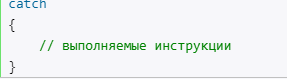 catch
{
    // выполняемые инструкции
}